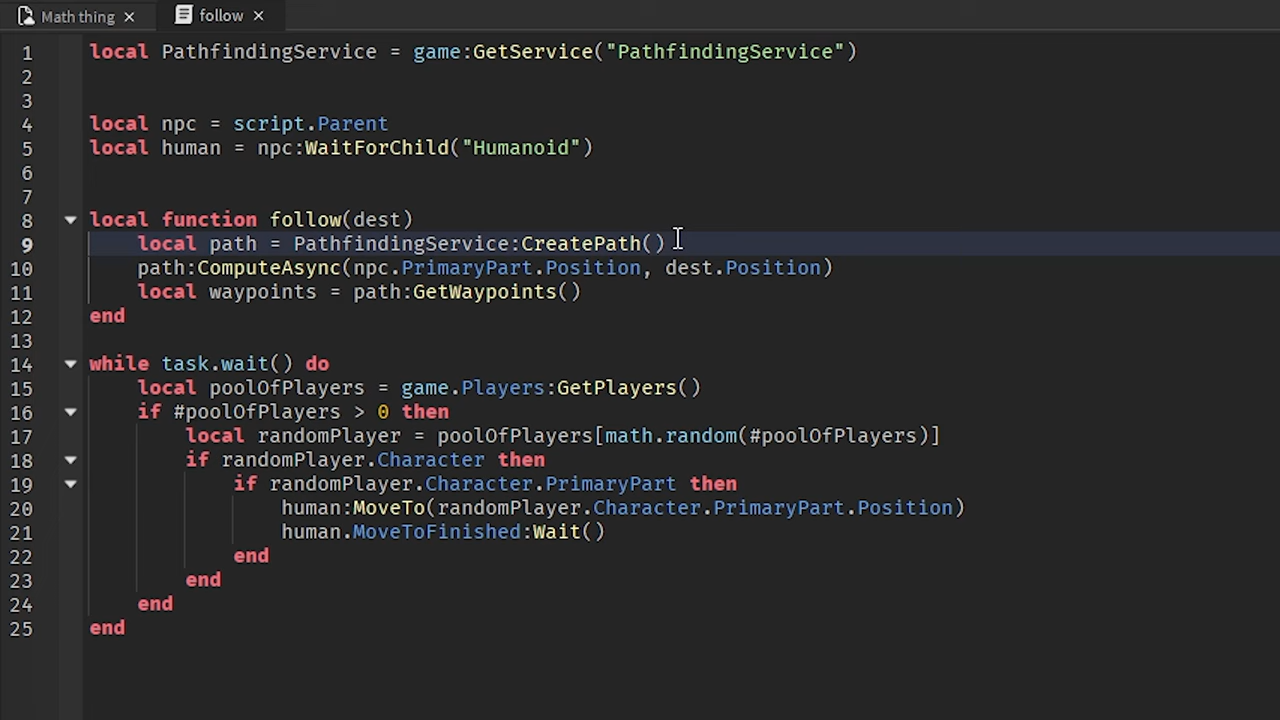 Math thing
follow
1 local PathfindingService = game:GetService("PathfindingService")
2
3
4 local npc = script.Parent
5 local human = npc:WaitForChild("Humanoid")
6
7
8 local function follow(dest)
9 local path = PathfindingService:CreatePath()
10 path:ComputeAsync(npc.PrimaryPart.Position, dest.Position)
11 local waypoints = path:GetWaypoints()
12 end
13
14 while task.wait() do
15 local poolOfPlayers = game.Players:GetPlayers()
16 if #poolOfPlayers > 0 then
17 local randomPlayer = poolOfPlayers[math.random(#poolOfPlayers)]
18 if randomPlayer.Character then
19 if randomPlayer.Character.PrimaryPart then
20 human:MoveTo(randomPlayer.Character.PrimaryPart.Position)
21 human.MoveToFinished:Wait()
22 end
23 end
24 end
25 end